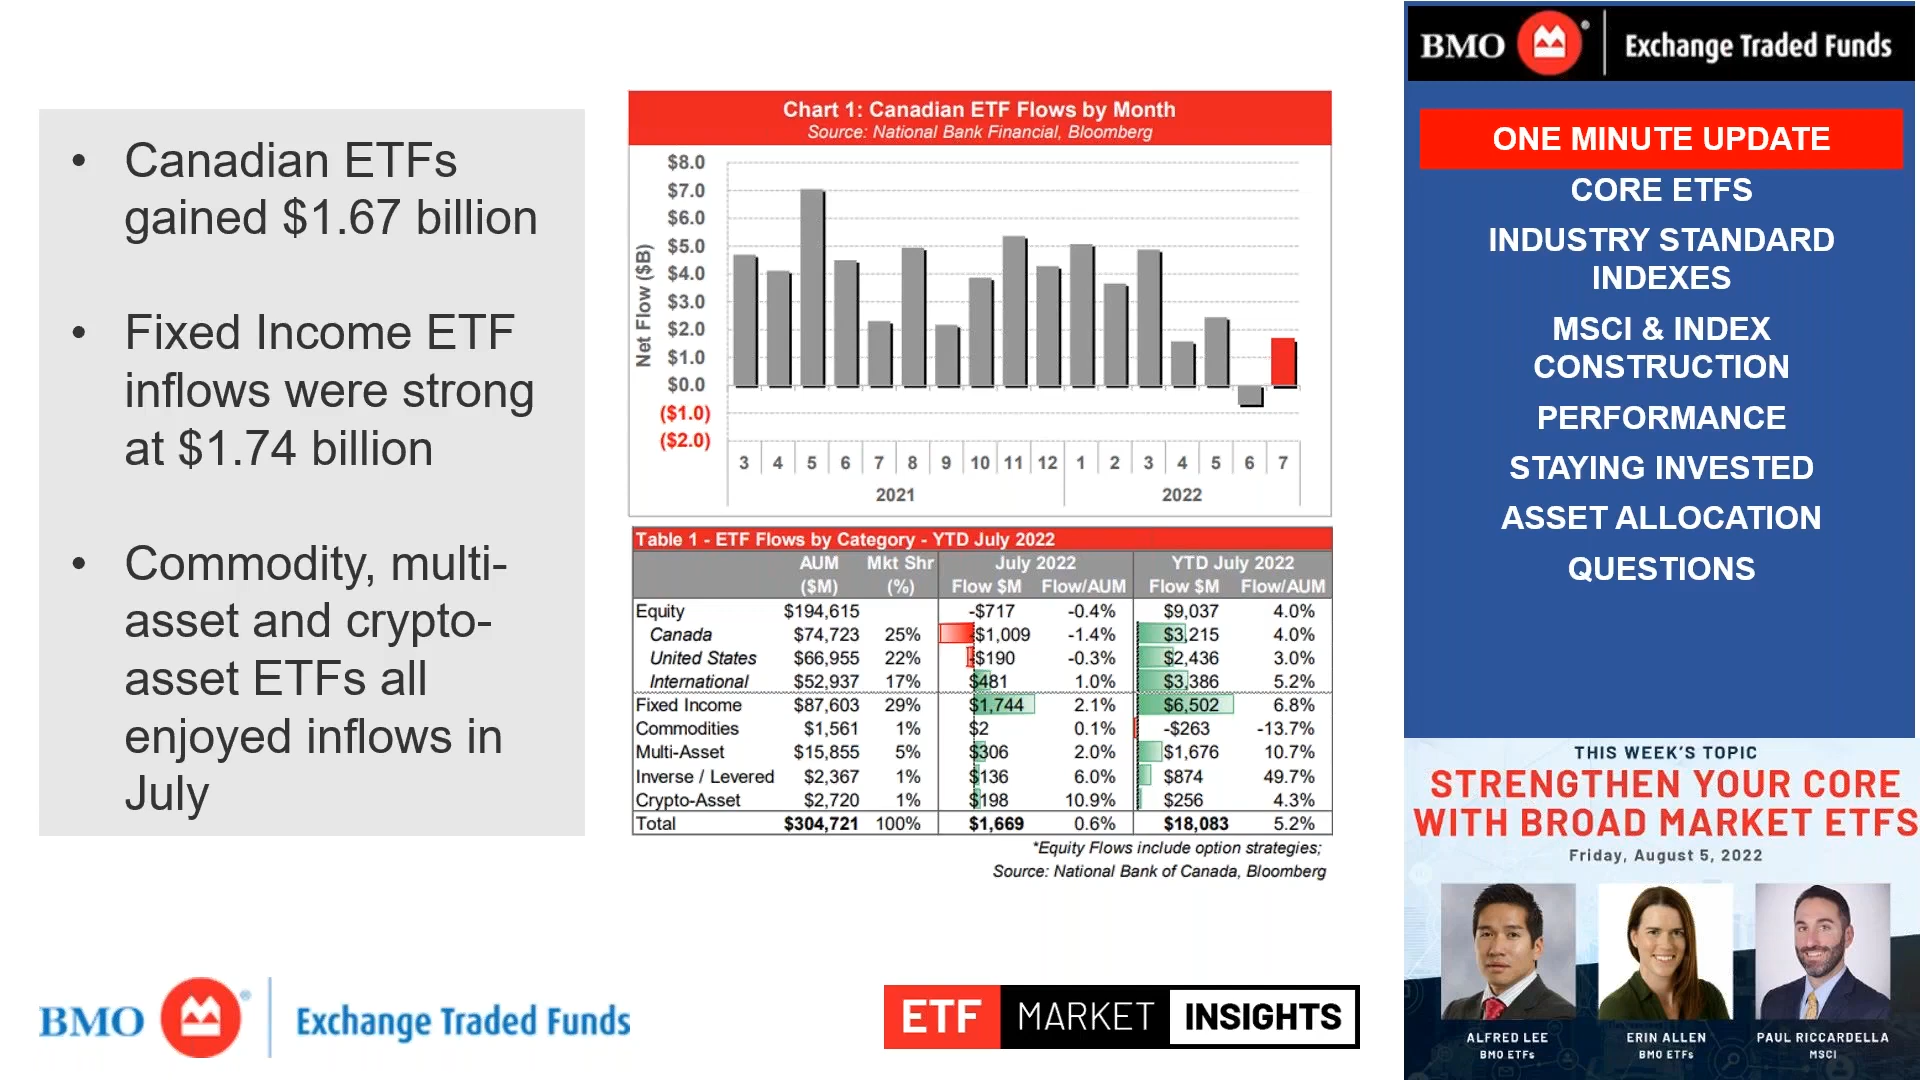 • Canadian ETFs
gained $1.67 billion
• Fixed Income ETF
inflows were strong
at $1.74 billion
• Commodity, multi-
asset and crypto-
asset ETFs all
enjoyed inflows in
July
Chart 1: Canadian ETF Flows by Month
Source: National Bank Financial, Bloomberg
Net Flow ($B)
$8.0
$7.0
$6.0
$5.0
$4.0
$3.0
$2.0
$1.0
$0.0
($1.0)
($2.0)
3 4 5 6 7 8 9 10 11 12 1 2 3 4 5 6 7
2021 2022
Table 1 - ETF Flows by Category - YTD July 2022
AUM Mkt Shr July 2022 YTD July 2022
($M) (%) Flow $M Flow/AUM Flow $M Flow/AUM
Equity $194,615 -$717 -0.4% $9,037 4.0%
Canada $74,723 25% -$1,009 -1.4% $3,215 4.0%
United States $66,955 22% -$190 -0.3% $2,436 3.0%
International $52,937 17% $481 1.0% $3,386 5.2%
Fixed Income $87,603 29% $1,744 2.1% $6,502 6.8%
Commodities $1,561 1% $2 0.1% -$263 -13.7%
Multi-Asset $15,855 5% $306 2.0% $1,676 10.7%
Inverse / Levered $2,367 1% $136 6.0% $874 49.7%
Crypto-Asset $2,720 1% $198 10.9% $256 4.3%
Total $304,721 100% $1,669 0.6% $18,083 5.2%
*Equity Flows include option strategies;
Source: National Bank of Canada, Bloomberg
BMO ® Exchange Traded Funds
ETF MARKET INSIGHTS
BMO ® Exchange Traded Funds
ONE MINUTE UPDATE
CORE ETFS
INDUSTRY STANDARD
INDEXES
MSCI & INDEX
CONSTRUCTION
PERFORMANCE
STAYING INVESTED
ASSET ALLOCATION
QUESTIONS
THIS WEEK'S TOPIC
STRENGTHEN YOUR CORE
WITH BROAD MARKET ETFS
Friday, August 5, 2022
ALFRED LEE
BMO ETFs
ERIN ALLEN
BMO ETFs
PAUL RICCARDELLA
MSCI